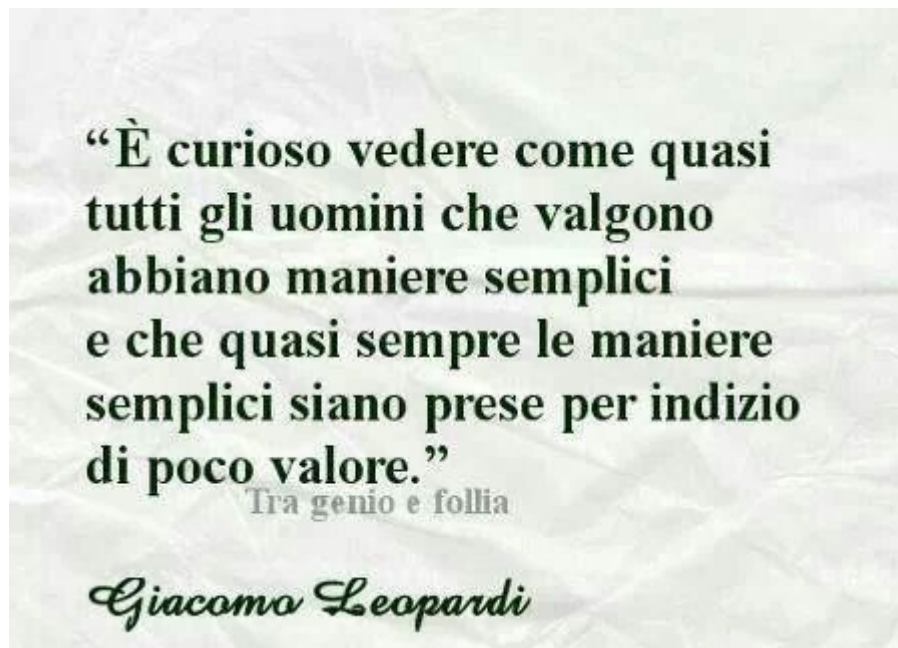 “È curioso vedere come quasi
tutti gli uomini che valgono
abbiano maniere semplici
e che quasi sempre le maniere
semplici siano prese per indizio
di poco valore.”
Tra genio e follia
Giacomo Leopardi